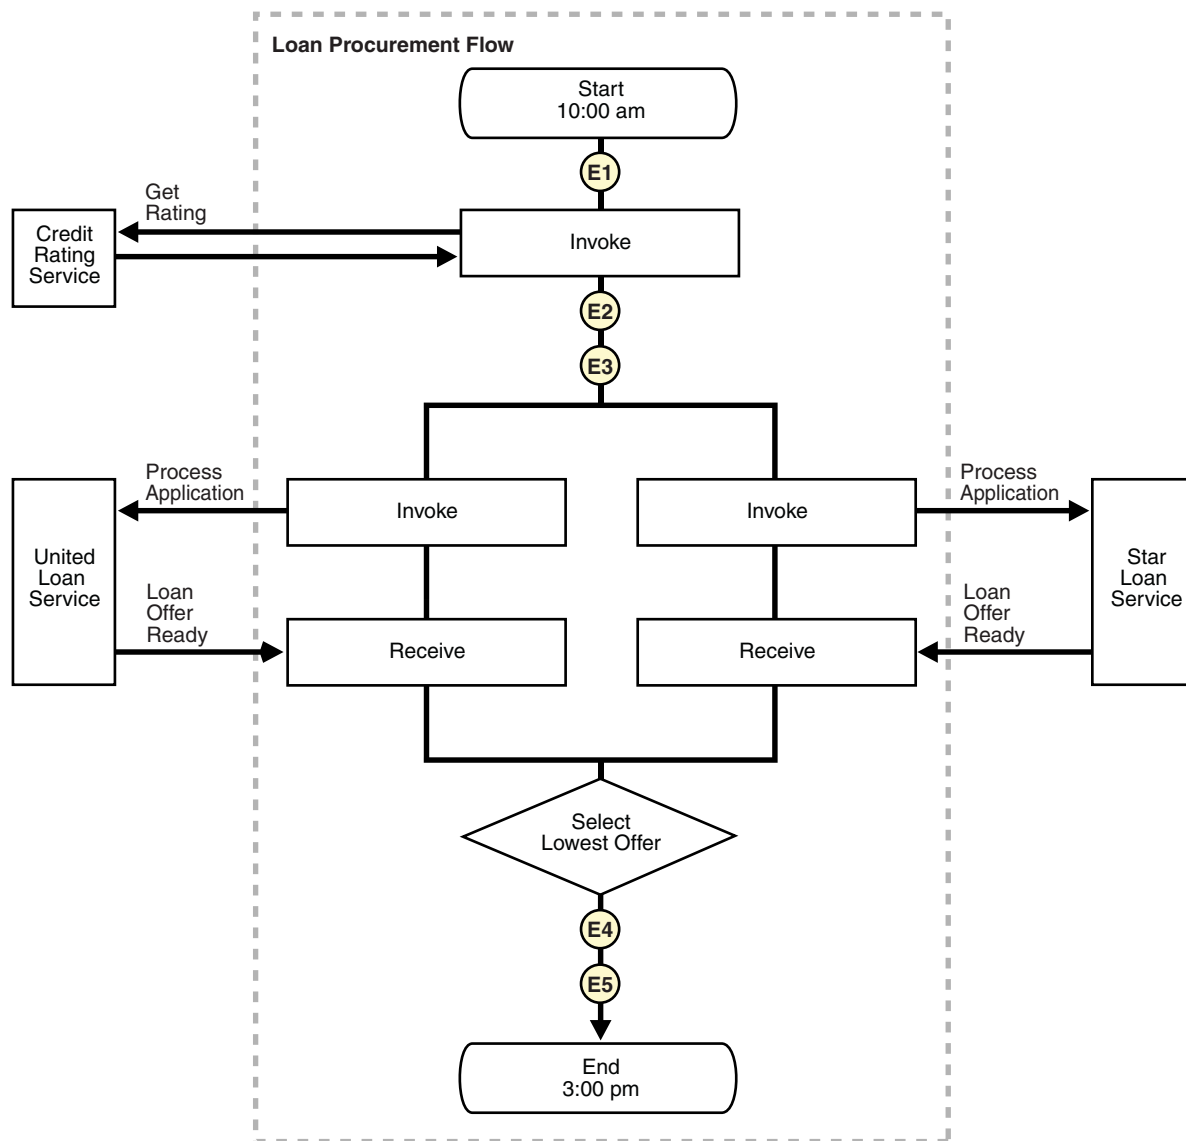 Loan Procurement Flow
Start
10:00 am
E1
Get
Rating
Credit
Rating
Service
Invoke
E2
E3
Process
Application
Invoke
Invoke
Process
Application
United
Loan
Service
Star
Loan
Service
Loan
Offer
Ready
Receive
Receive
Loan
Offer
Ready
Select
Lowest Offer
E4
E5
End
3:00 pm